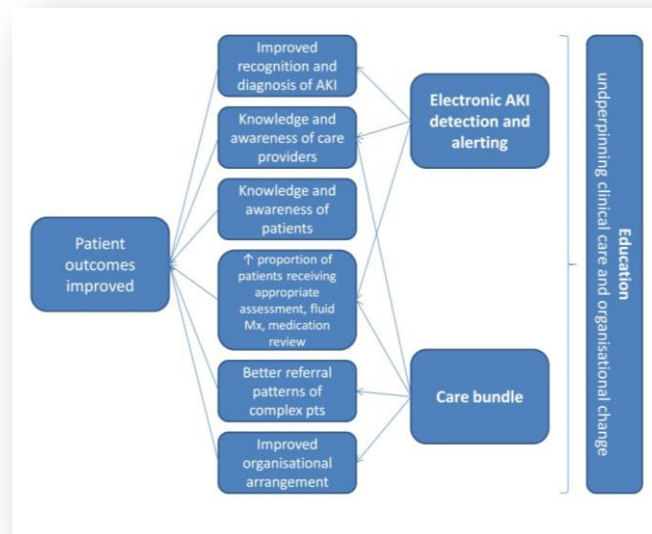 Improved
recognition and
diagnosis of AKI
Knowledge and
awareness of care
providers
Knowledge and
awareness of
patients
↑ proportion of
patients receiving
appropriate
assessment, fluid
Mx, medication
review
Better referral
patterns of
complex pts
Improved
organisational
arrangement
Patient
outcomes
improved
Electronic AKI
detection and
alerting
Care bundle
Education
undperpinning clinical care and organisational change